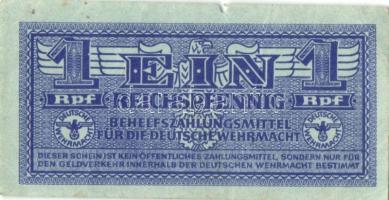 1 EIN 1
Rpf REICHSPFENNIG Rpf
BEHELFSZAHLUNGSMITTEL
FÜR DIE DEUTSCHE WEHRMACHT
DEUTSCHE WEHRMACHT
DEUTSCHE WEHRMACHT
DIESER SCHEIN IST KEIN ÖFFENTLICHES ZAHLUNGSMITTEL, SONDERN NUR FÜR
DEN GELDVERKEHR INNERHALB DER DEUTSCHEN WEHRMACHT BESTIMMT